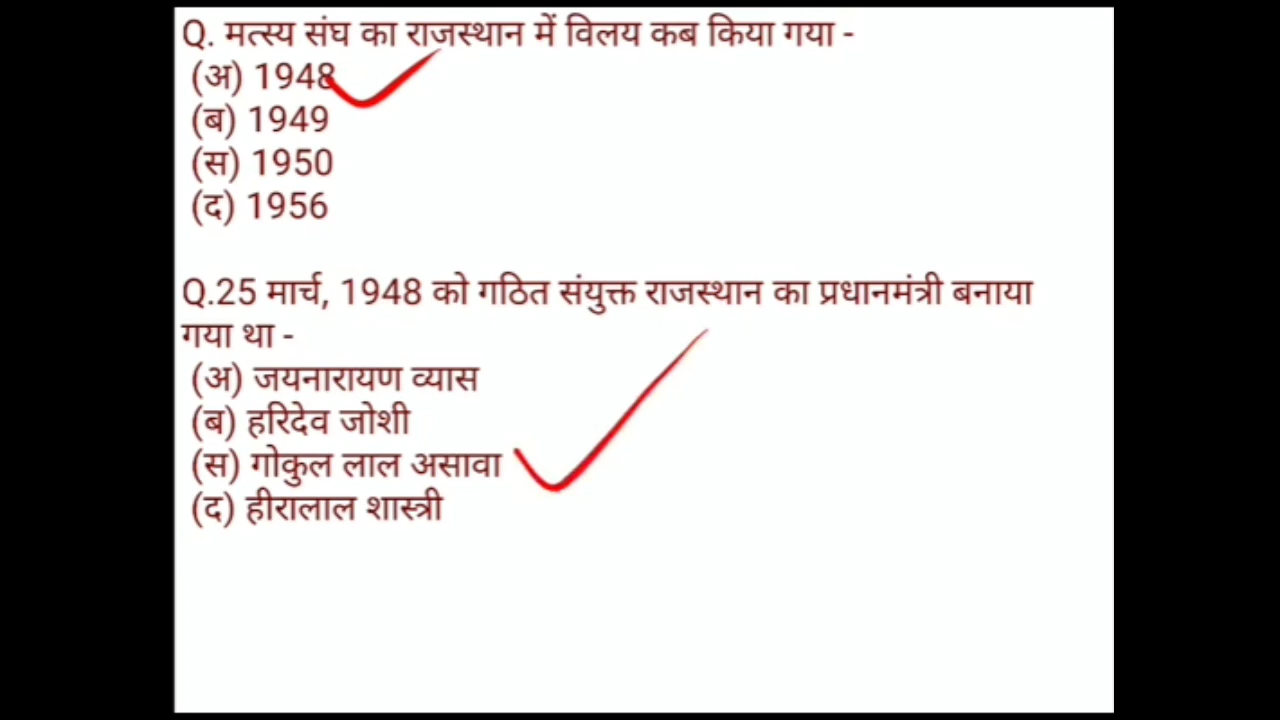 Q. मत्स्य संघ का राजस्थान में विलय कब किया गया -
(अ) 1948
(ब) 1949
(स) 1950
(द) 1956
Q.25 मार्च, 1948 को गठित संयुक्त राजस्थान का प्रधानमंत्री बनाया
गया था -
(अ) जयनारायण व्यास
(ब) हरिदेव जोशी
(स) गोकुल लाल असावा
(द) हीरालाल शास्त्री